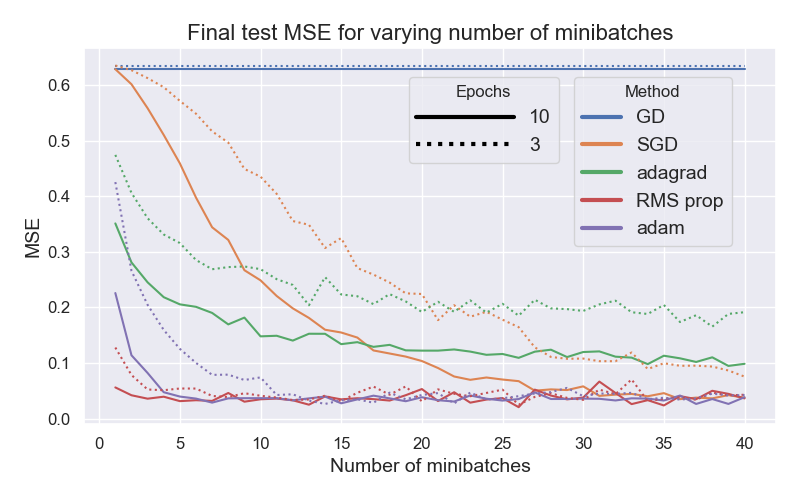 Final test MSE for varying number of minibatches
MSE
0.6
0.5
0.4
0.3
0.2
0.1
0.0
Epochs
10
3
Method
GD
SGD
adagrad
RMS prop
adam
0 5 10 15 20 25 30 35 40
Number of minibatches